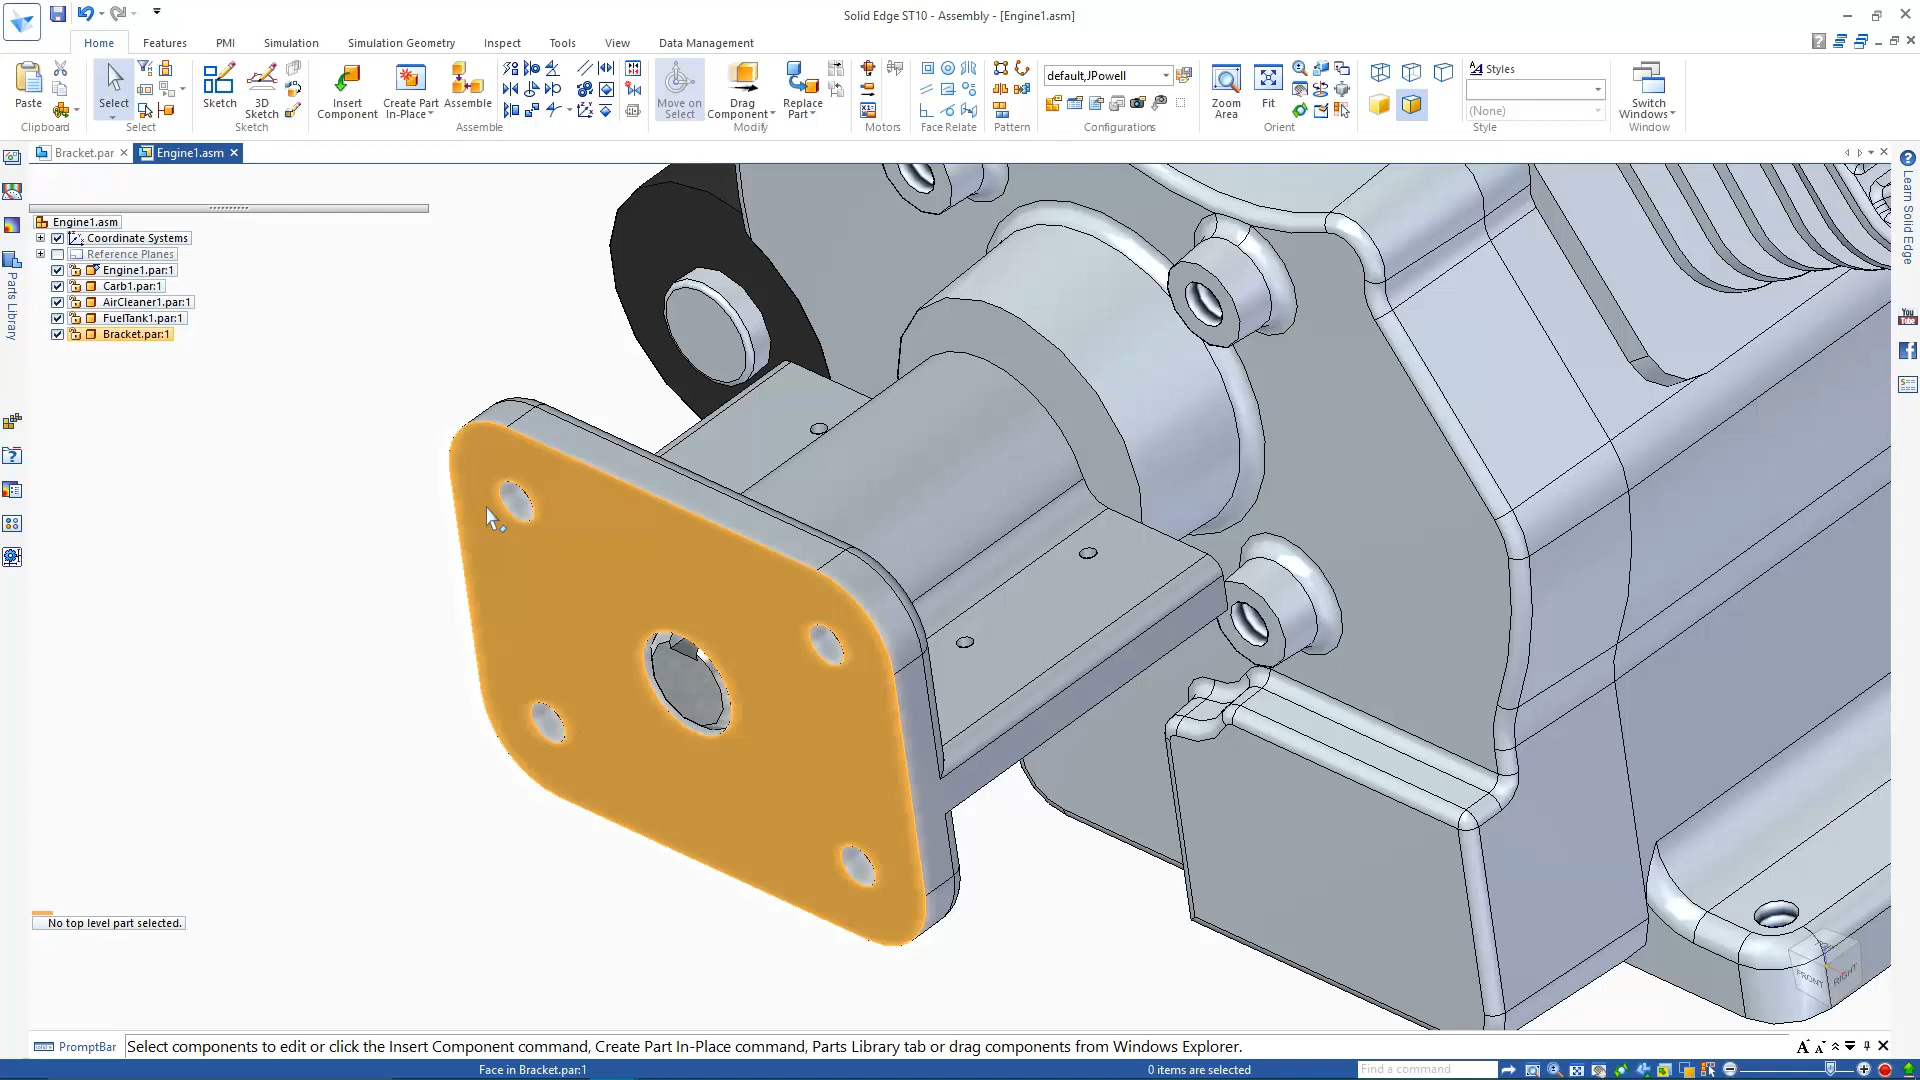 Solid Edge ST10 - Assembly - [Engine1.asm]
Home Features PMI Simulation Simulation Geometry Inspect Tools View Data Management
Paste Select Sketch 3D Sketch Insert Component Create Part In-Place Assemble Move on Select Drag Component Replace Part default,JPowell Zoom Area Fit Styles (None) Switch Windows
Clipboard Select Sketch Assemble Modify Motors Face Relate Pattern Configurations Orient Style Window
Bracket.par Engine1.asm
Engine1.asm
Coordinate Systems
Reference Planes
Engine1.par:1
Carb1.par:1
AirCleaner1.par:1
FuelTank1.par:1
Bracket.par:1
Parts Library
Learn Solid Edge
You Tube
No top level part selected.
FRONT RIGHT
PromptBar Select components to edit or click the Insert Component command, Create Part In-Place command, Parts Library tab or drag components from Windows Explorer.
Face in Bracket.par:1 0 items are selected Find a command